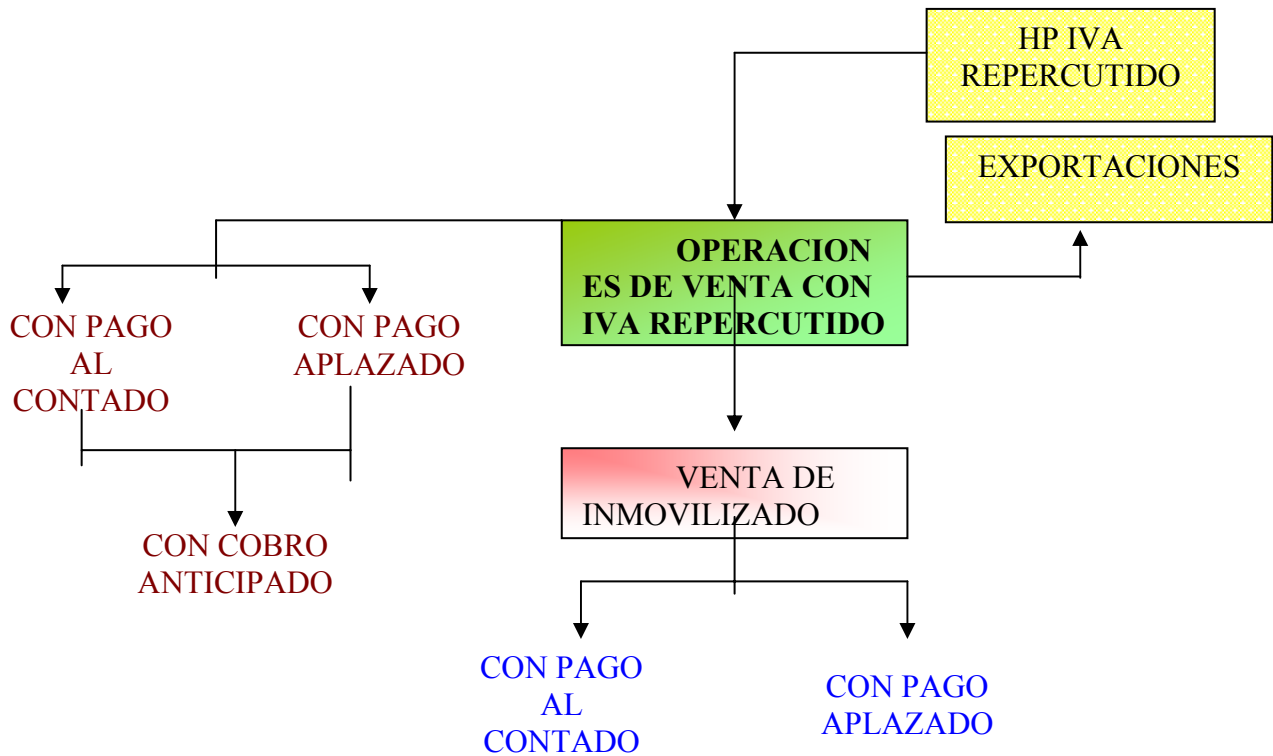 HP IVA
REPERCUTIDO
EXPORTACIONES
OPERACION
ES DE VENTA CON
IVA REPERCUTIDO
CON PAGO
AL
CONTADO
CON PAGO
APLAZADO
CON COBRO
ANTICIPADO
VENTA DE
INMOVILIZADO
CON PAGO
AL
CONTADO
CON PAGO
APLAZADO